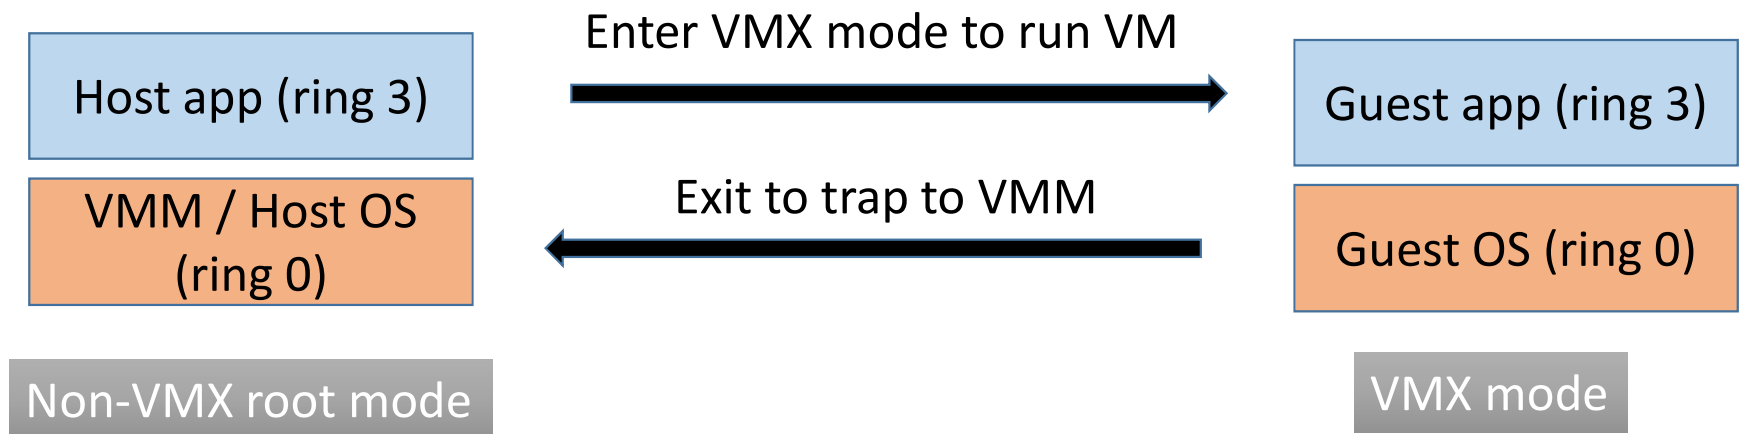 Enter VMX mode to run VM
Host app (ring 3)
Guest app (ring 3)
Exit to trap to VMM
VMM / Host OS
(ring 0)
Guest OS (ring 0)
Non-VMX root mode
VMX mode